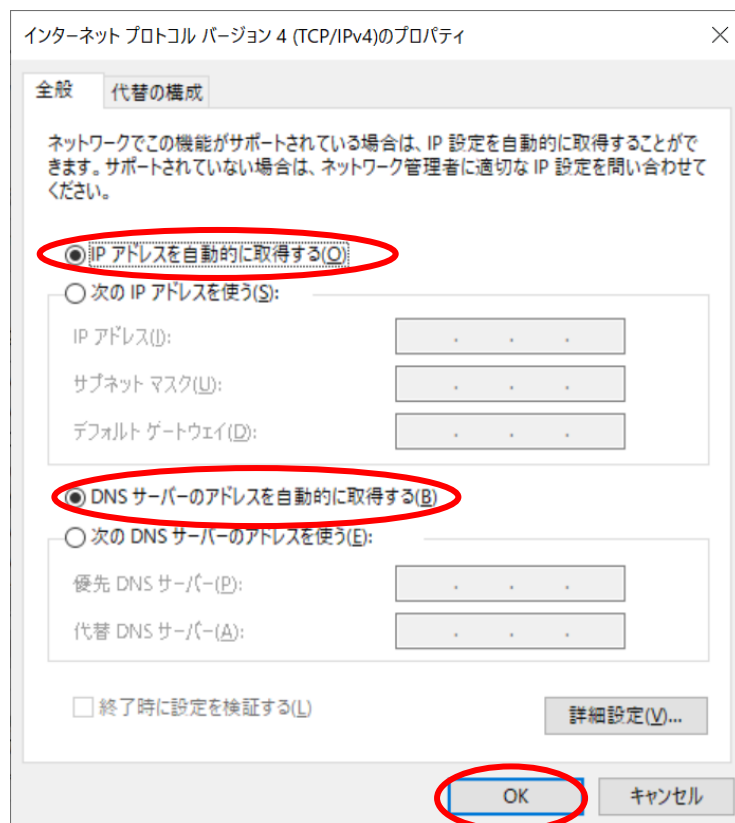 インターネット プロトコル バージョン 4 (TCP/IPv4)のプロパティ
全般
代替の構成
ネットワークでこの機能がサポートされている場合は、IP 設定を自動的に取得することがで
きます。サポートされていない場合は、ネットワーク管理者に適切な IP 設定を問い合わせて
ください。
IP アドレスを自動的に取得する(O)
次の IP アドレスを使う(S):
IP アドレス(I):
サブネット マスク(U):
デフォルト ゲートウェイ(D):
DNS サーバーのアドレスを自動的に取得する(B)
次の DNS サーバーのアドレスを使う(E):
優先 DNS サーバー(P):
代替 DNS サーバー(A):
終了時に設定を検証する(L)
詳細設定(V)...
OK
キャンセル